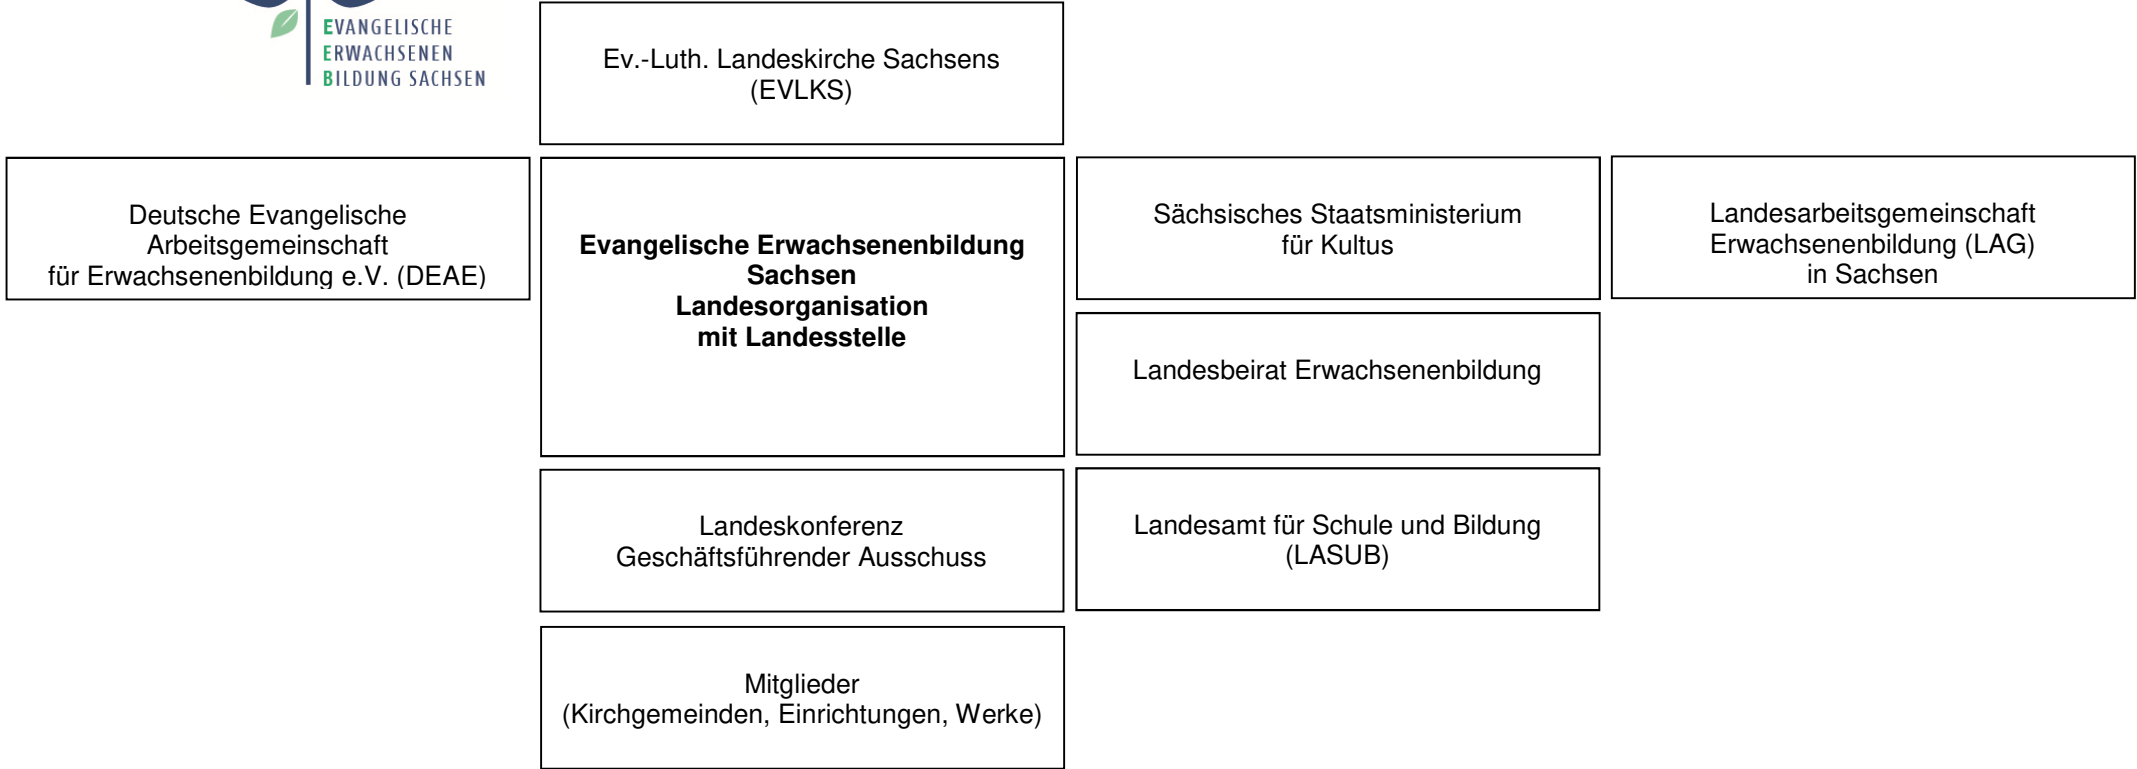 EVANGELISCHE
ERWACHSENEN
BILDUNG SACHSEN
Ev.-Luth. Landeskirche Sachsens
(EVLKS)
Deutsche Evangelische
Arbeitsgemeinschaft
für Erwachsenenbildung e.V. (DEAE)
Evangelische Erwachsenenbildung
Sachsen
Landesorganisation
mit Landesstelle
Sächsisches Staatsministerium
für Kultus
Landesarbeitsgemeinschaft
Erwachsenenbildung (LAG)
in Sachsen
Landesbeirat Erwachsenenbildung
Landeskonferenz
Geschäftsführender Ausschuss
Landesamt für Schule und Bildung
(LASUB)
Mitglieder
(Kirchgemeinden, Einrichtungen, Werke)